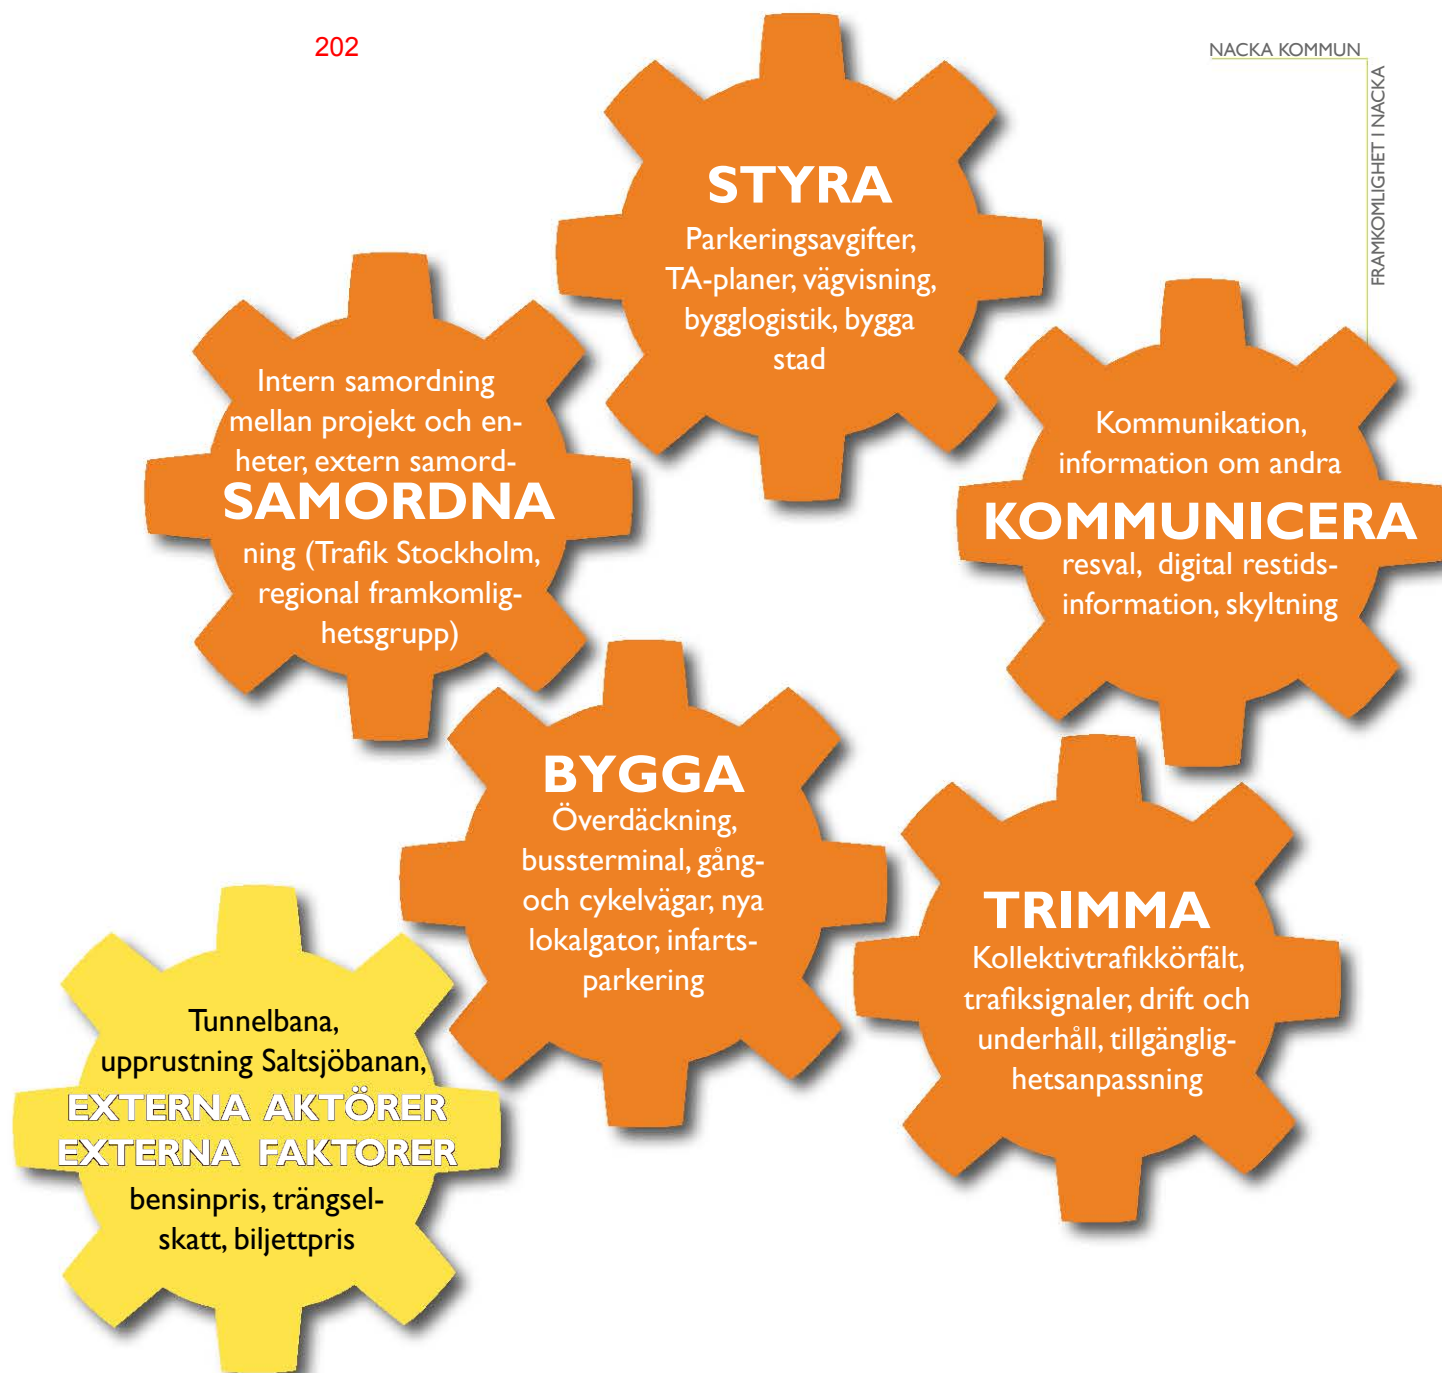 202
NACKA KOMMUN
FRAMKOMLIGHET I NACKA
STYRA
Parkeringsavgifter,
TA-planer, vägvisning,
bygglogistik, bygga
stad
Intern samordning
mellan projekt och en-
heter, extern samord-
SAMORDNA
ning (Trafik Stockholm,
regional framkomlig-
hetsgrupp)
Kommunikation,
information om andra
KOMMUNICERA
resval, digital restids-
information, skyltning
BYGGA
Överdäckning,
bussterminal, gång-
och cykelvägar, nya
lokalgator, infarts-
parkering
TRIMMA
Kollektivtrafikkörfält,
trafiksignaler, drift och
underhåll, tillgänglig-
hetsanpassning
Tunnelbana,
upprustning Saltsjöbanan,
EXTERNA AKTÖRER
EXTERNA FAKTORER
bensinpris, trängsel-
skatt, biljettpris